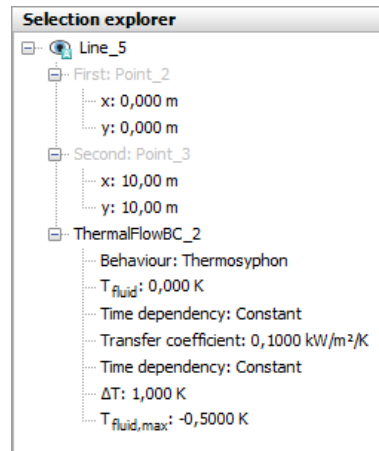 Selection explorer
Line_5
First: Point_2
x: 0,000 m
y: 0,000 m
Second: Point_3
x: 10,00 m
y: 10,00 m
ThermalFlowBC_2
Behaviour: Thermosyphon
T fluid: 0,000 K
Time dependency: Constant
Transfer coefficient: 0,1000 kW/m²/K
Time dependency: Constant
ΔT: 1,000 K
T fluid,max: -0,5000 K